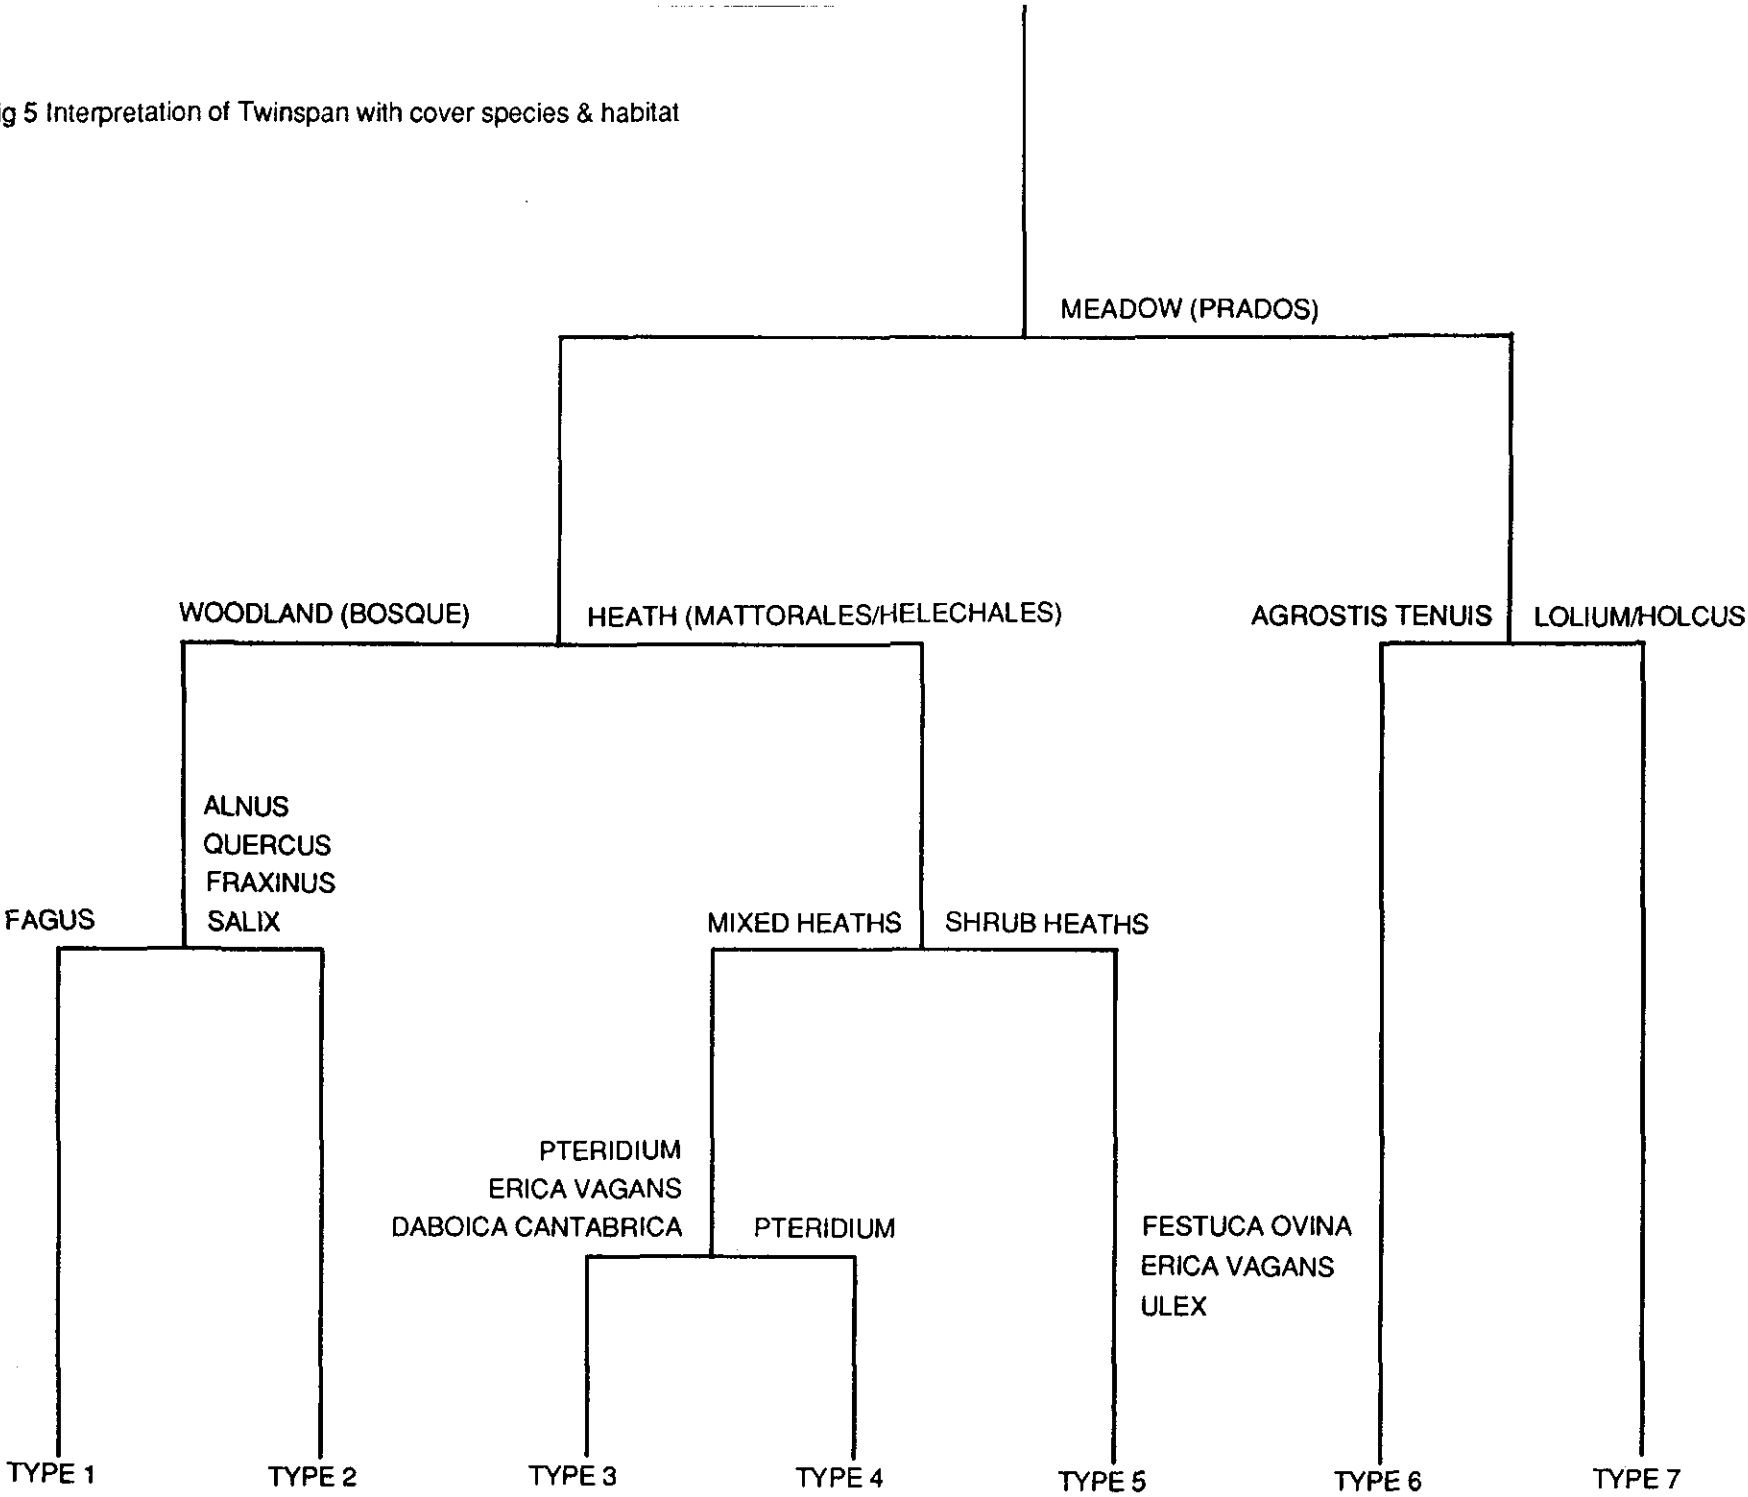 ig 5 Interpretation of Twinspan with cover species & habitat
MEADOW (PRADOS)
WOODLAND (BOSQUE)
HEATH (MATTORALES/HELECHALES)
AGROSTIS TENUIS
LOLIUM/HOLCUS
ALNUS
QUERCUS
FRAXINUS
SALIX
FAGUS
MIXED HEATHS
SHRUB HEATHS
PTERIDIUM
ERICA VAGANS
DABOICA CANTABRICA
PTERIDIUM
FESTUCA OVINA
ERICA VAGANS
ULEX
TYPE 1
TYPE 2
TYPE 3
TYPE 4
TYPE 5
TYPE 6
TYPE 7